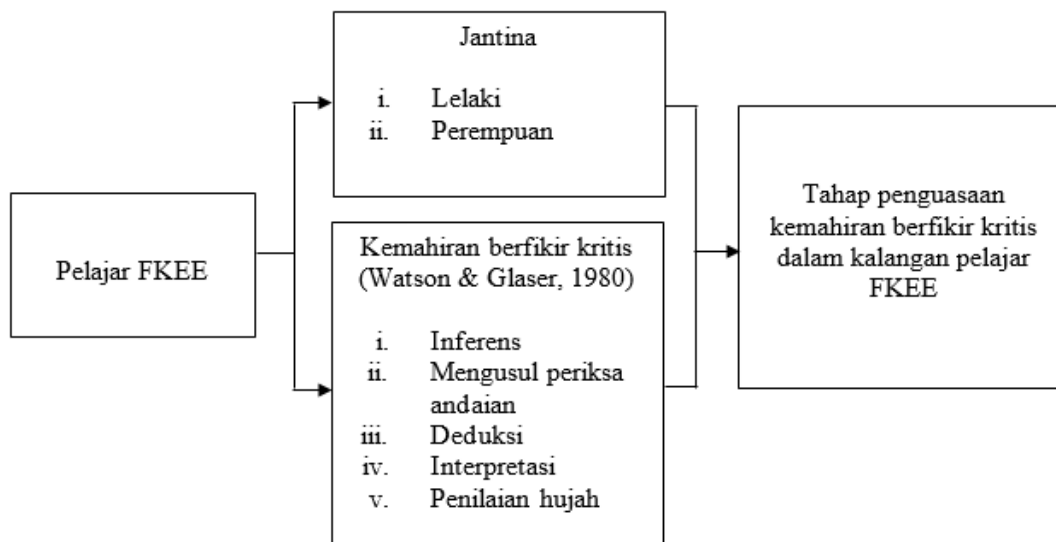 Jantina
i. Lelaki
ii. Perempuan
Pelajar FKEE
Kemahiran berfikir kritis
(Watson & Glaser, 1980)
i. Inferens
ii. Mengusul periksa
andaian
iii. Deduksi
iv. Interpretasi
v. Penilaian hujah
Tahap penguasaan
kemahiran berfikir kritis
dalam kalangan pelajar
FKEE